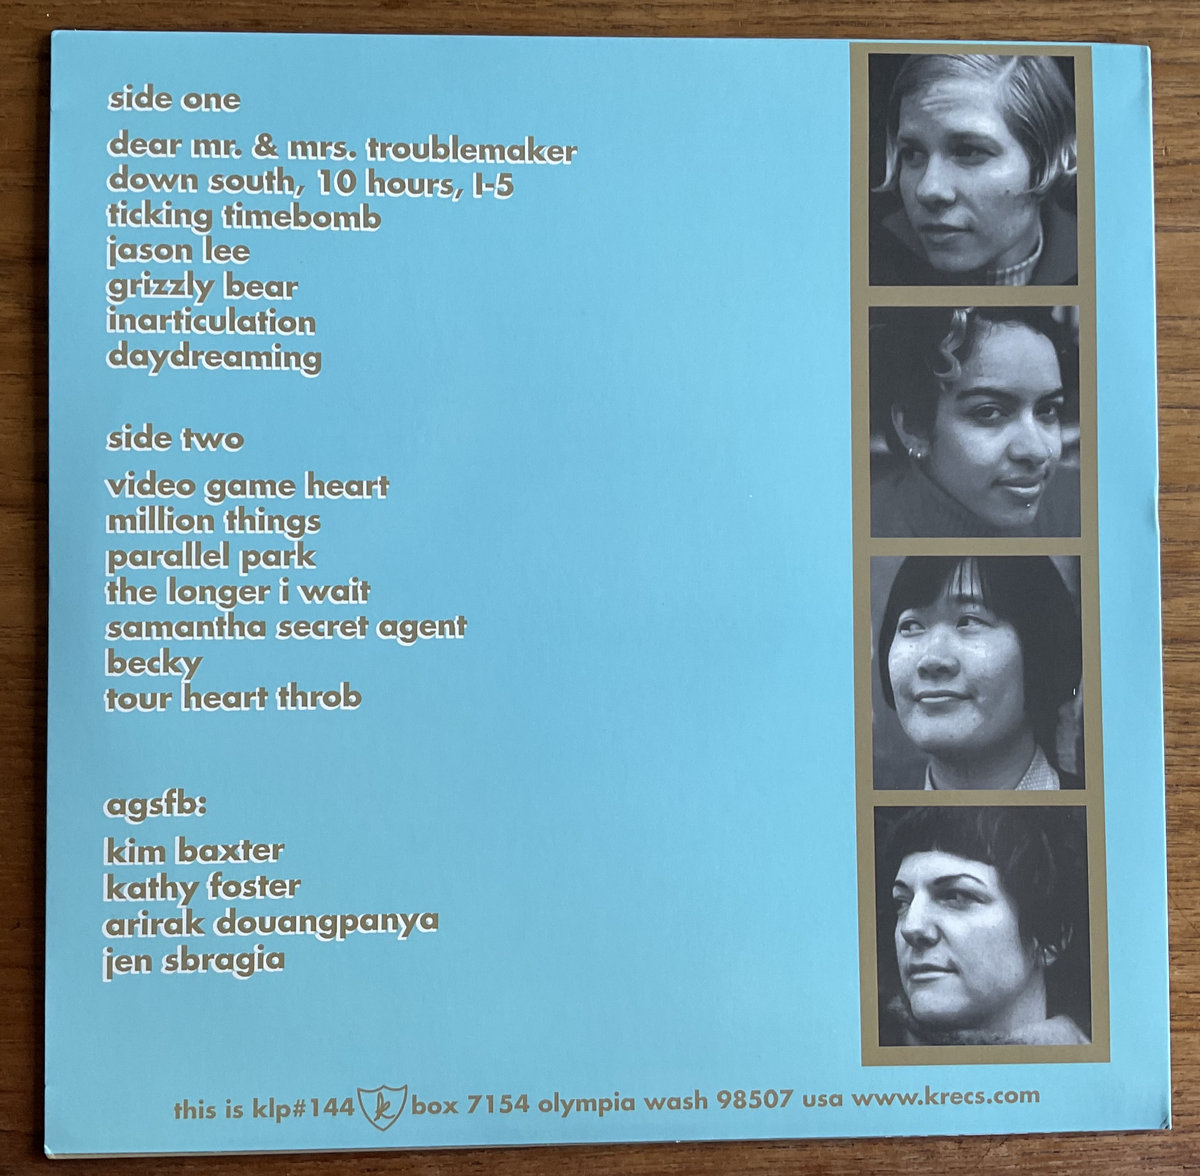 side one
dear mr. & mrs. troublemaker
down south, 10 hours, I-5
ticking timebomb
jason lee
grizzly bear
inarticulation
daydreaming
side two
video game heart
million things
parallel park
the longer i wait
samantha secret agent
becky
tour heart throb
agsfb:
kim baxter
kathy foster
arirak douangpanya
jen sbragia
this is klp#144 k box 7154 olympia wash 98507 usa www.krecs.com